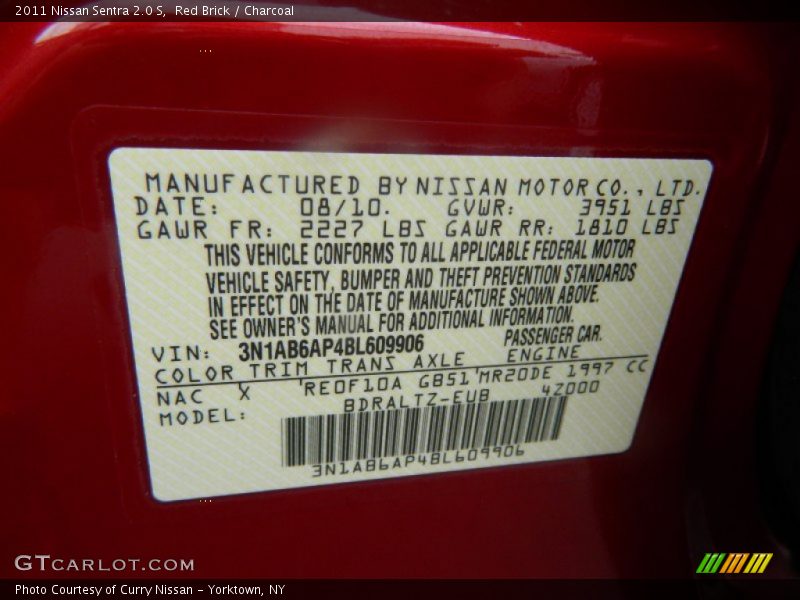 2011 Nissan Sentra 2.0 S,  Red Brick / Charcoal
MANUFACTURED BY NISSAN MOTOR CO., LTD.
DATE: 08/10. GVWR: 3951 LBS
GAWR FR: 2227 LBS GAWR RR: 1810 LBS
THIS VEHICLE CONFORMS TO ALL APPLICABLE FEDERAL MOTOR
VEHICLE SAFETY, BUMPER AND THEFT PREVENTION STANDARDS
IN EFFECT ON THE DATE OF MANUFACTURE SHOWN ABOVE.
SEE OWNER'S MANUAL FOR ADDITIONAL INFORMATION.
VIN: 3N1AB6AP4BL609906 PASSENGER CAR.
COLOR TRIM TRANS AXLE ENGINE
NAC X RE0F10A GB51 MR20DE 1997 CC
MODEL: BDRALTZ-EUB 4Z000
3N1AB6AP4BL609906
GTCARLOT.COM
Photo Courtesy of Curry Nissan - Yorktown, NY